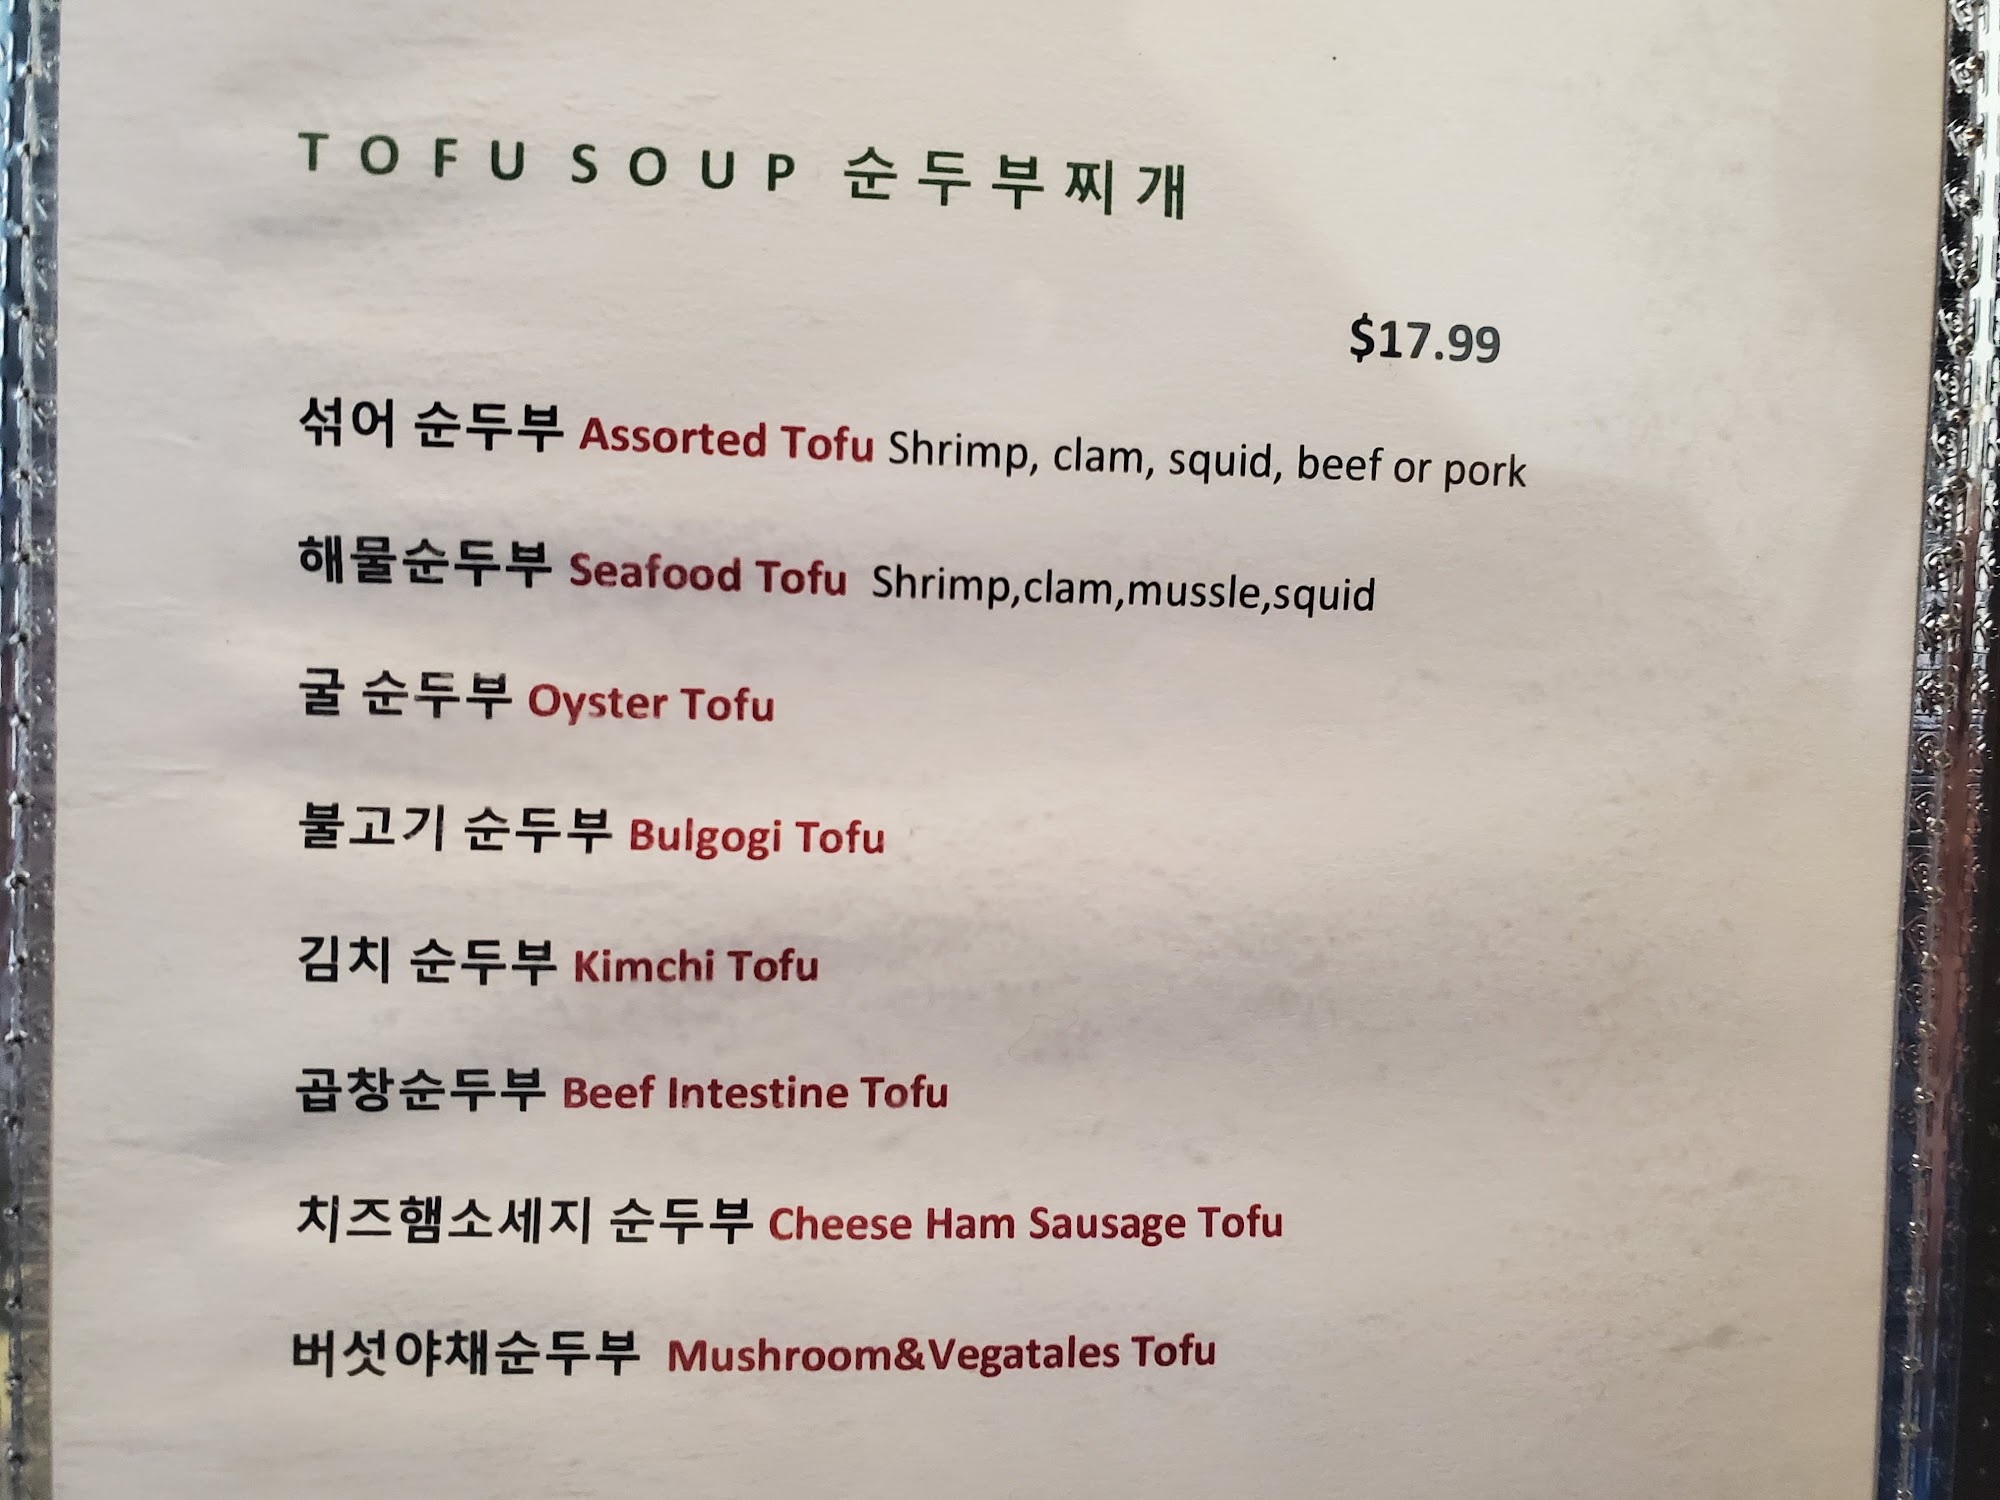 TOFU SOUP 순두부찌개
$17.99
섞어 순두부 Assorted Tofu Shrimp, clam, squid, beef or pork
해물순두부 Seafood Tofu Shrimp,clam,mussle,squid
굴 순두부 Oyster Tofu
불고기 순두부 Bulgogi Tofu
김치 순두부 Kimchi Tofu
곱창순두부 Beef Intestine Tofu
치즈햄소세지 순두부 Cheese Ham Sausage Tofu
버섯야채순두부 Mushroom&Vegatales Tofu